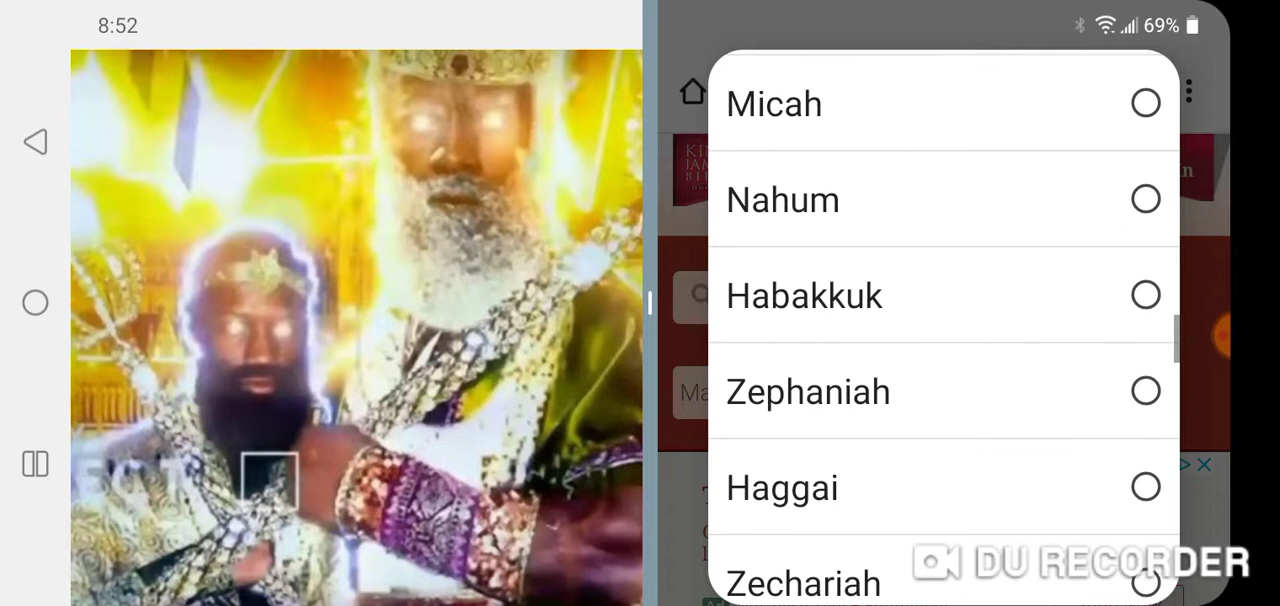 8:52
69%
Micah
Nahum
Habakkuk
Zephaniah
Haggai
Zechariah
DU RECORDER